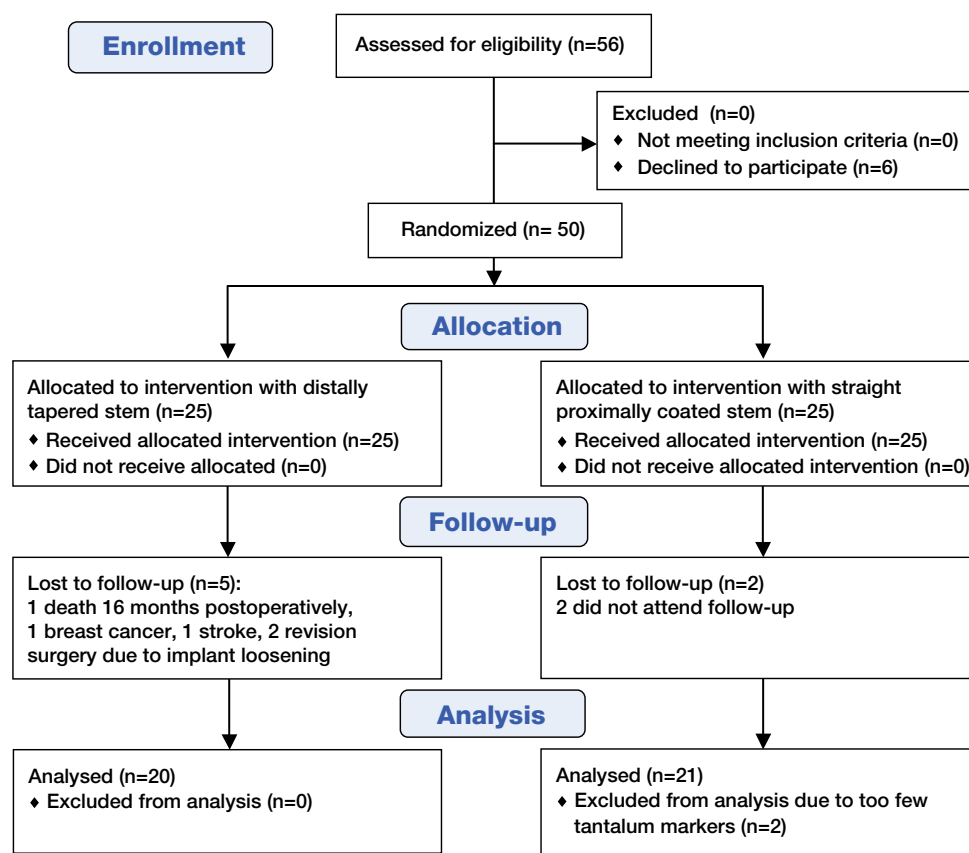 Enrollment
Assessed for eligibility (n=56)
Excluded (n=0)
♦ Not meeting inclusion criteria (n=0)
♦ Declined to participate (n=6)
Randomized (n= 50)
Allocation
Allocated to intervention with distally
tapered stem (n=25)
♦ Received allocated intervention (n=25)
♦ Did not receive allocated (n=0)
Allocated to intervention with straight
proximally coated stem (n=25)
♦ Received allocated intervention (n=25)
♦ Did not receive allocated intervention (n=0)
Follow-up
Lost to follow-up (n=5):
1 death 16 months postoperatively,
1 breast cancer, 1 stroke, 2 revision
surgery due to implant loosening
Lost to follow-up (n=2)
2 did not attend follow-up
Analysis
Analysed (n=20)
♦ Excluded from analysis (n=0)
Analysed (n=21)
♦ Excluded from analysis due to too few
tantalum markers (n=2)